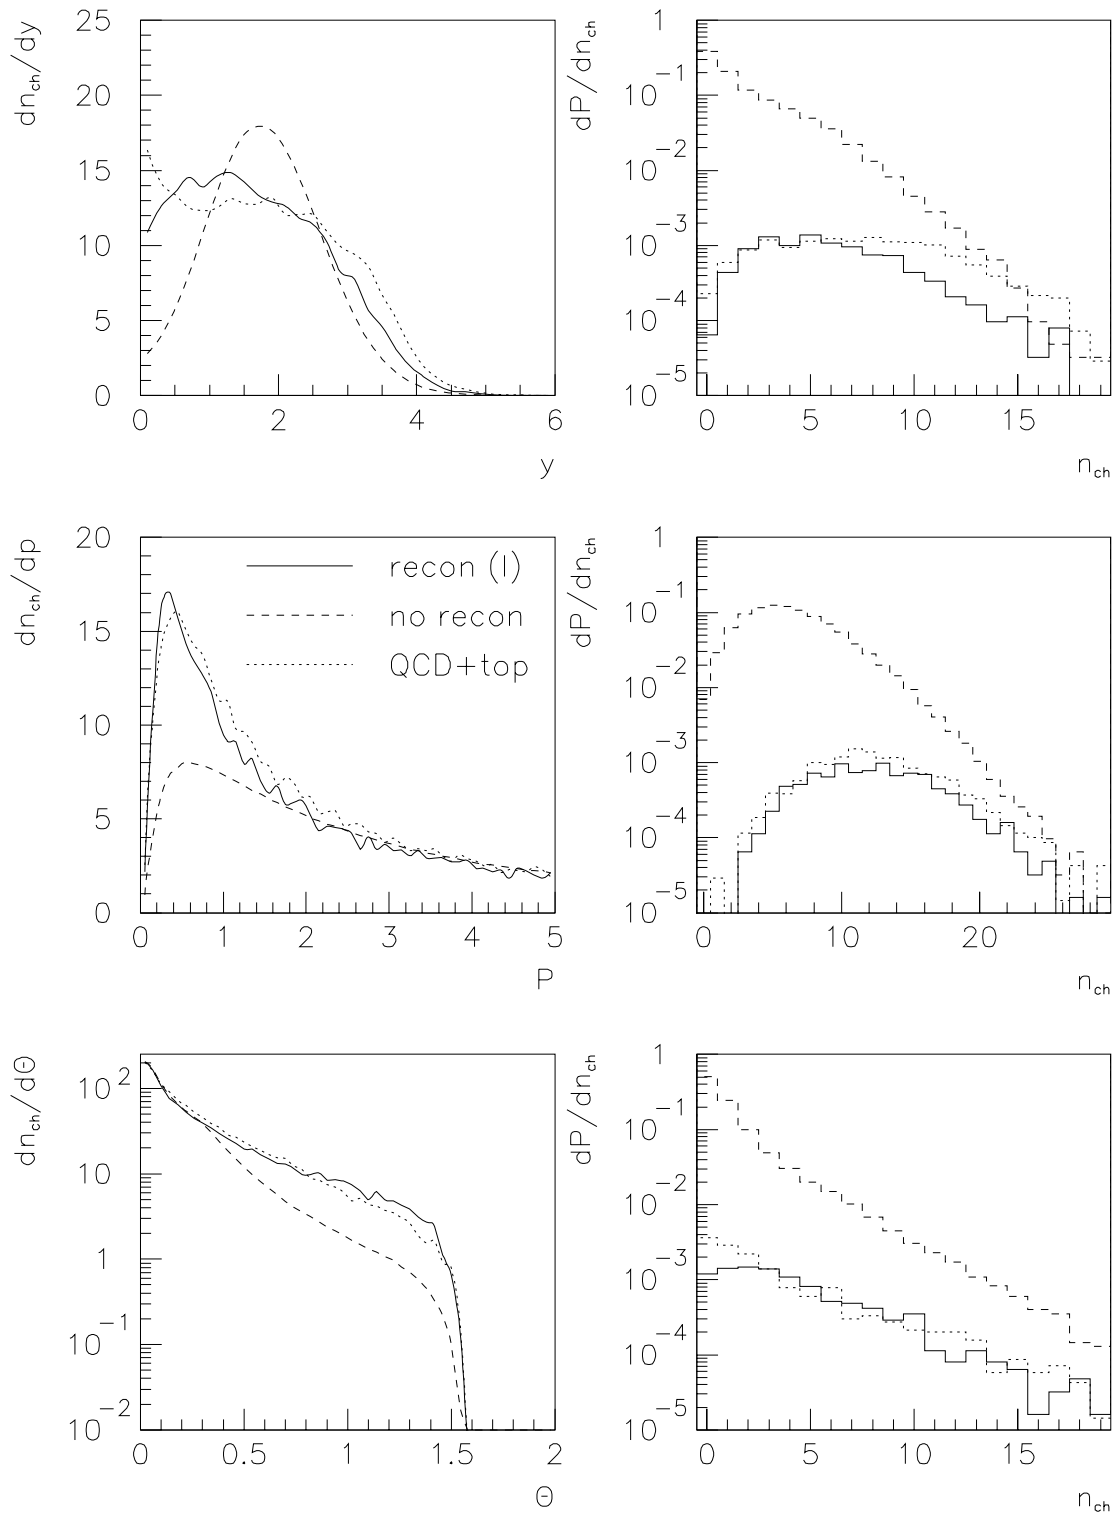 dn_ch/dy
25
20
15
10
5
0
0 2 4 6
y
dP/dn_ch
1
10^-1
10^-2
10^-3
10^-4
10^-5
0 5 10 15
n_ch
dn_ch/dp
20
15
10
5
0
0 1 2 3 4 5
P
recon (I)
no recon
QCD+top
dP/dn_ch
1
10^-1
10^-2
10^-3
10^-4
10^-5
0 10 20
n_ch
dn_ch/dΘ
10^2
10
1
10^-1
10^-2
0 0.5 1 1.5 2
Θ
dP/dn_ch
1
10^-1
10^-2
10^-3
10^-4
10^-5
0 5 10 15
n_ch